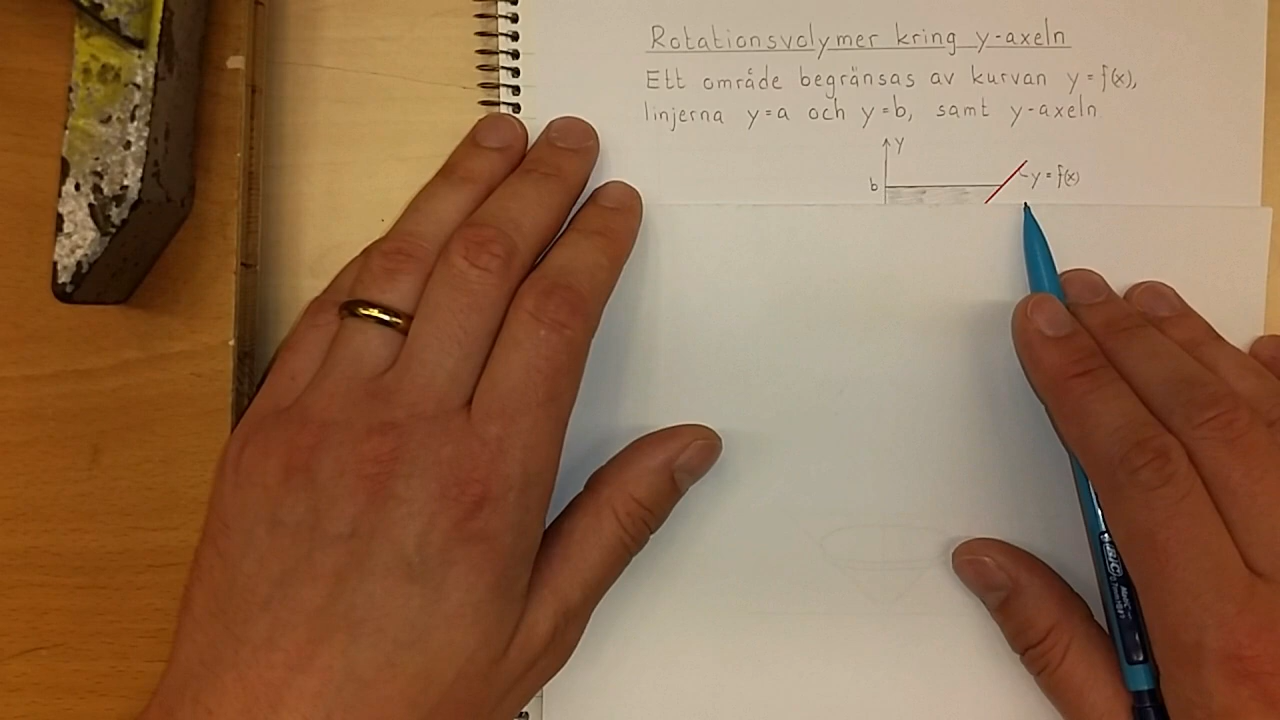 Rotationsvolymer kring y-axeln
Ett område begränsas av kurvan y = f(x),
linjerna y=a och y=b, samt y-axeln
y
b
y = f(x)
BIC